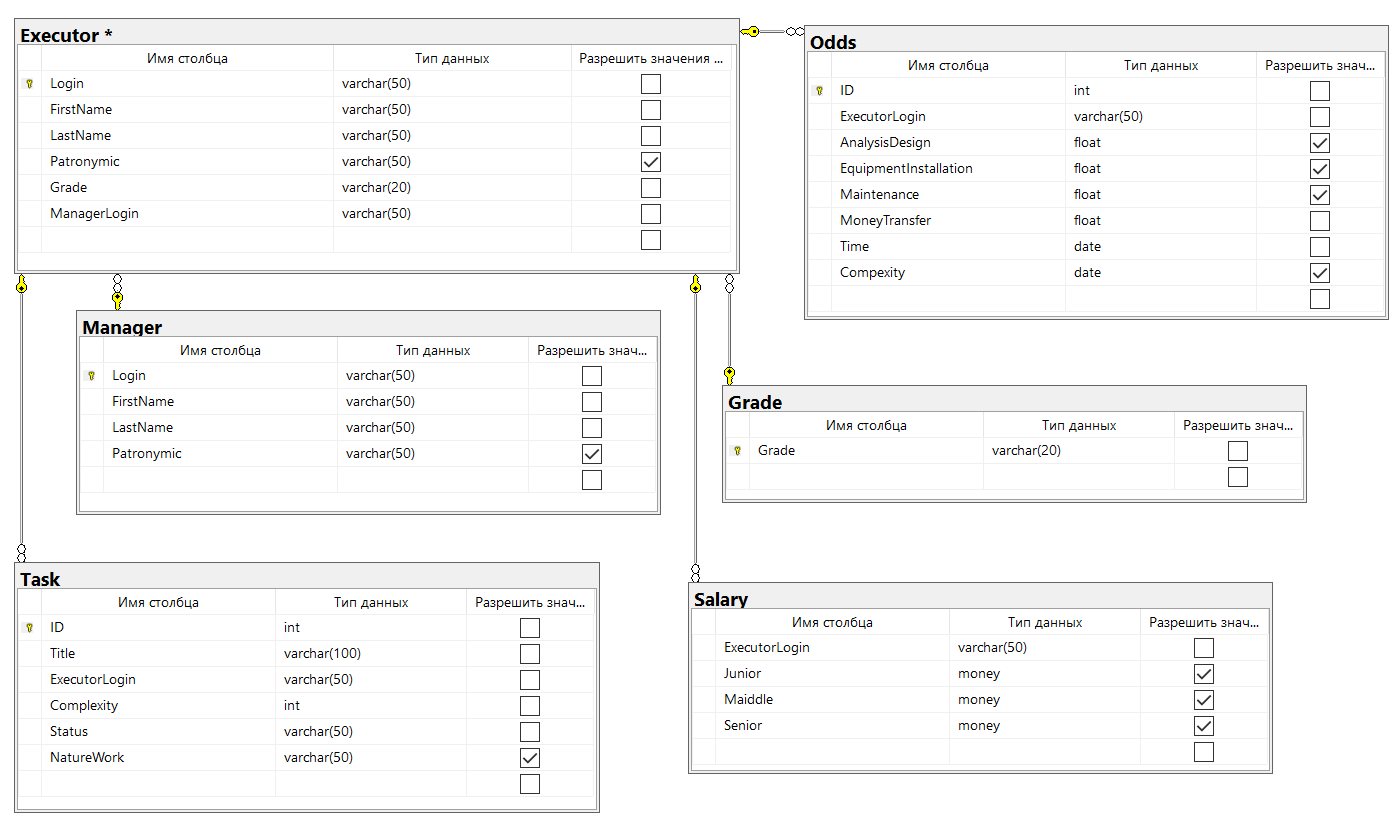 Executor *
Имя столбца Тип данных Разрешить значения ...
Login varchar(50)
FirstName varchar(50)
LastName varchar(50)
Patronymic varchar(50)
Grade varchar(20)
ManagerLogin varchar(50)
Odds
Имя столбца Тип данных Разрешить знач...
ID int
ExecutorLogin varchar(50)
AnalysisDesign float
EquipmentInstallation float
Maintenance float
MoneyTransfer float
Time date
Compexity date
Manager
Имя столбца Тип данных Разрешить знач...
Login varchar(50)
FirstName varchar(50)
LastName varchar(50)
Patronymic varchar(50)
Grade
Имя столбца Тип данных Разрешить знач...
Grade varchar(20)
Task
Имя столбца Тип данных Разрешить знач...
ID int
Title varchar(100)
ExecutorLogin varchar(50)
Complexity int
Status varchar(50)
NatureWork varchar(50)
Salary
Имя столбца Тип данных Разрешить знач...
ExecutorLogin varchar(50)
Junior money
Maiddle money
Senior money